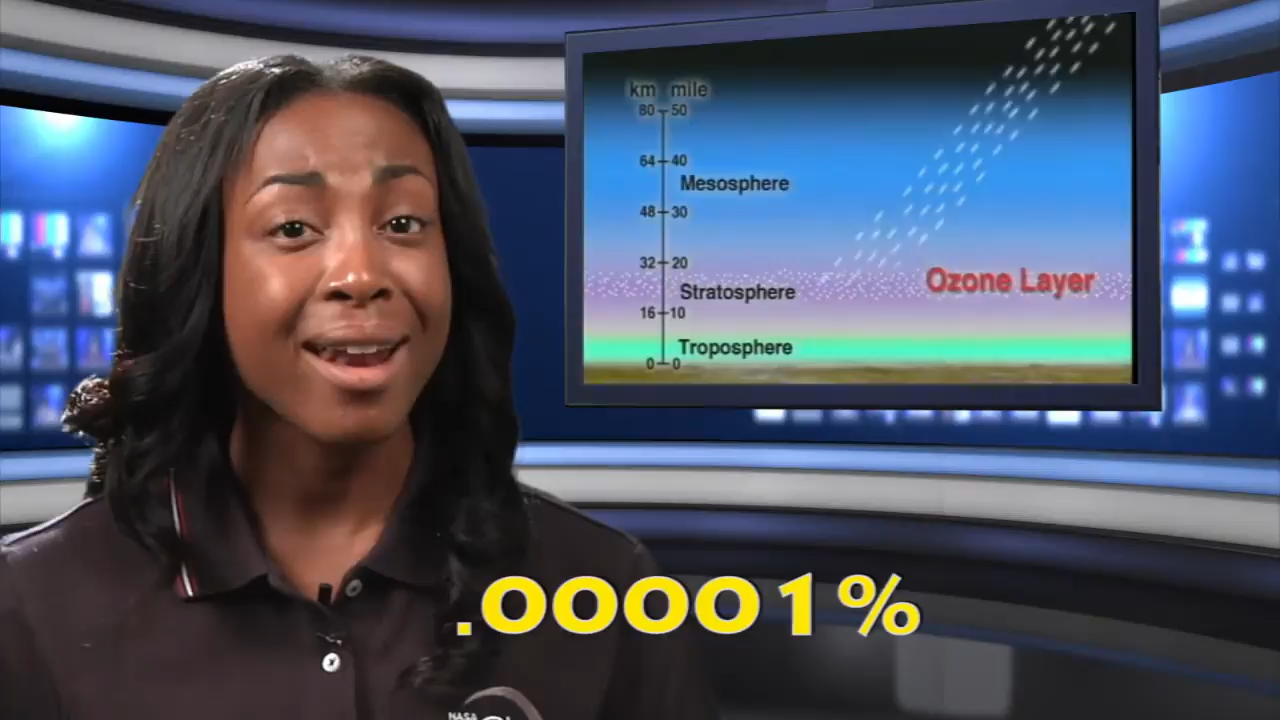 km mile
80 50
64 40
Mesosphere
48 30
32 20
Ozone Layer
Stratosphere
16 10
Troposphere
0 0
.00001%
NASA